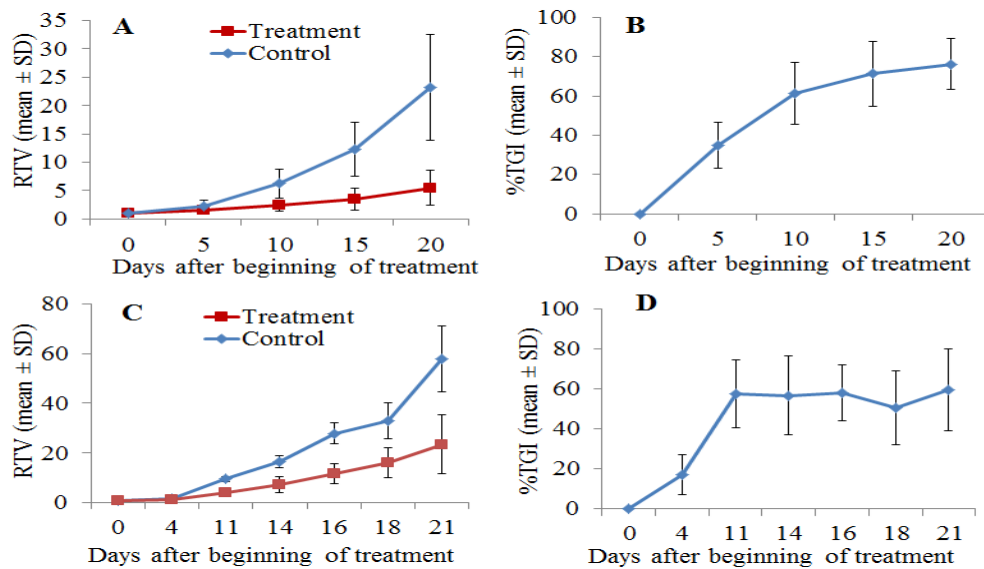 A
RTV (mean ± SD)
35
30
25
20
15
10
5
0
Treatment
Control
0 5 10 15 20
Days after beginning of treatment
B
%TGI (mean ± SD)
100
80
60
40
20
0
0 5 10 15 20
Days after beginning of treatment
C
RTV (mean ± SD)
80
60
40
20
0
Treatment
Control
0 4 11 14 16 18 21
Days after beginning of treatment
D
%TGI (mean ± SD)
100
80
60
40
20
0
0 4 11 14 16 18 21
Days after beginning of treatment